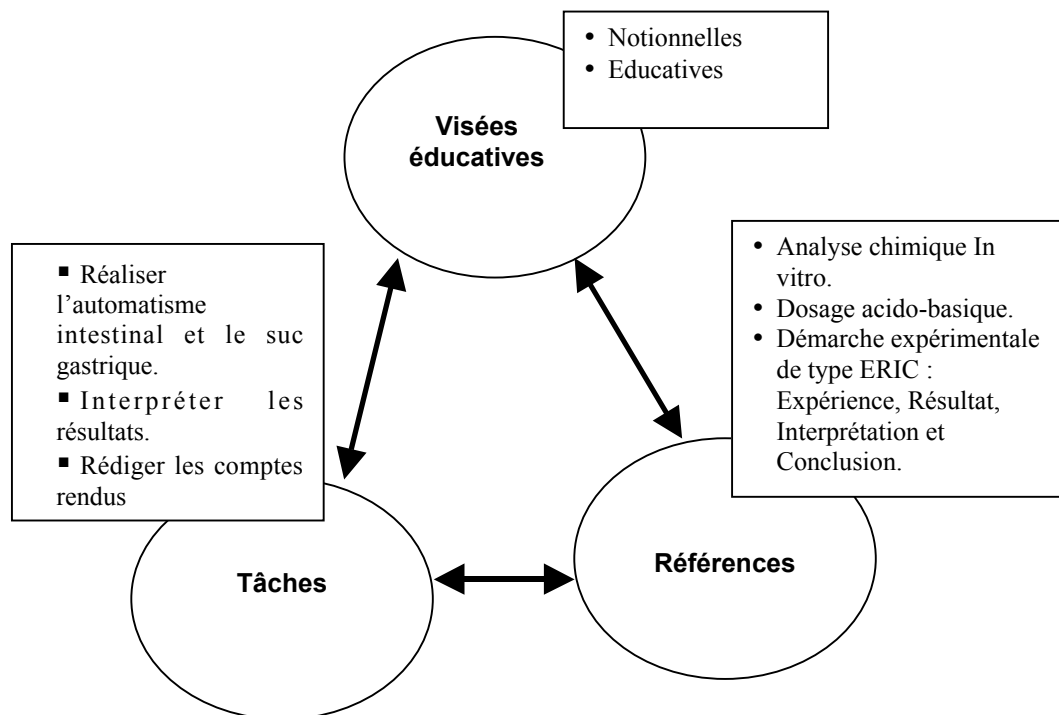 • Notionnelles
• Educatives
Visées
éducatives
▪ Réaliser
l’automatisme
intestinal et le suc
gastrique.
▪ Interpréter les
résultats.
▪ Rédiger les comptes
rendus
• Analyse chimique In
vitro.
• Dosage acido-basique.
• Démarche expérimentale
de type ERIC :
Expérience, Résultat,
Interprétation et
Conclusion.
Tâches
Références